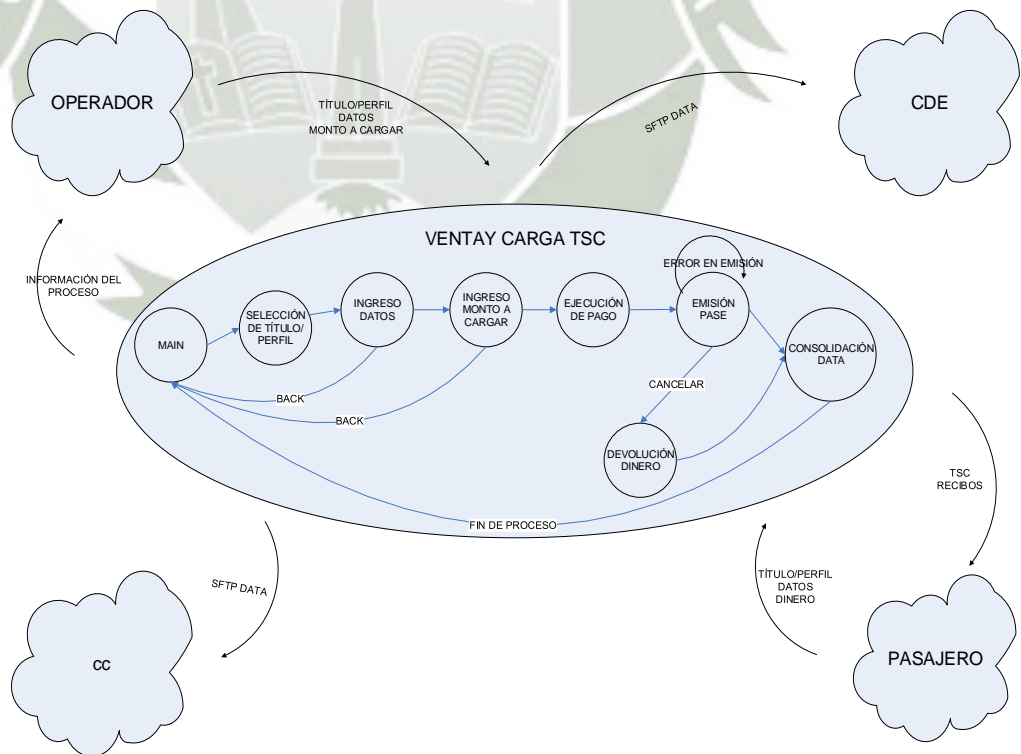 OPERADOR
CDE
TÍTULO/PERFIL
DATOS
MONTO A CARGAR
SFTP DATA
INFORMACIÓN DEL
PROCESO
VENTAY CARGA TSC
ERROR EN EMISIÓN
MAIN
SELECCIÓN
DE TÍTULO/
PERFIL
INGRESO
DATOS
INGRESO
MONTO A
CARGAR
EJECUCIÓN
DE PAGO
EMISIÓN
PASE
CONSOLIDACIÓN
DATA
BACK
BACK
CANCELAR
DEVOLUCIÓN
DINERO
FIN DE PROCESO
TSC
RECIBOS
SFTP DATA
TÍTULO/PERFIL
DATOS
DINERO
cc
PASAJERO